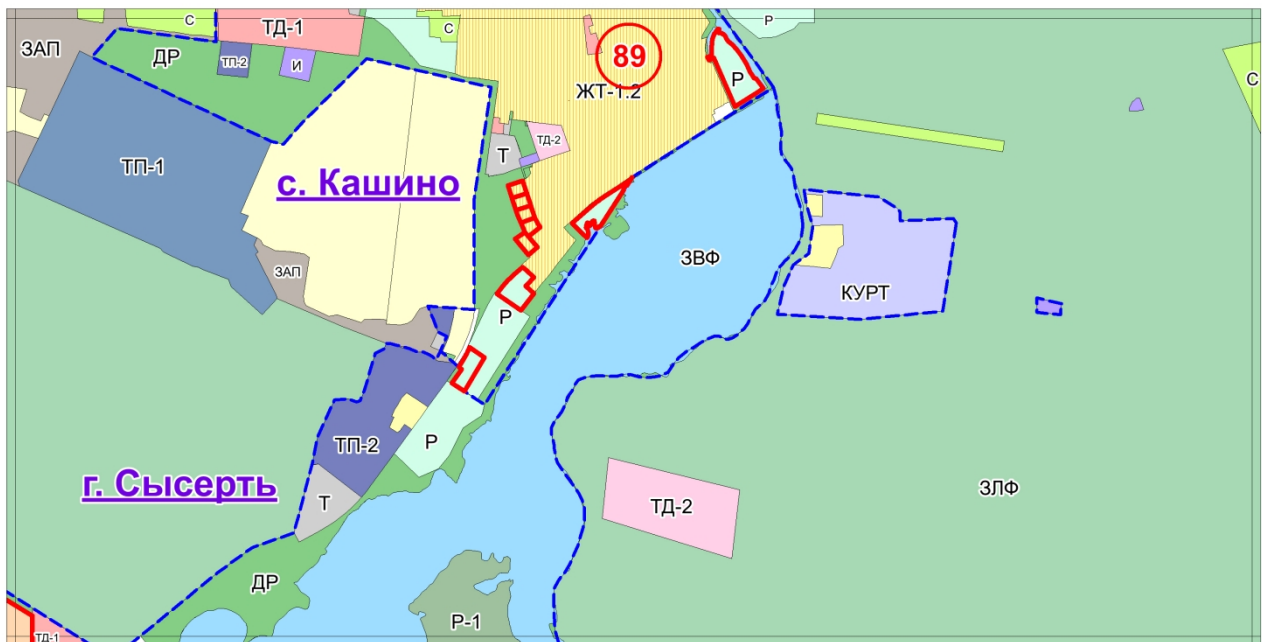 С
ТД-1
С
Р
ЗАП
ДР
ТП-2
И
89
Р
С
ЖТ-1.2
ТП-1
Т
ТД-2
с. Кашино
ЗАП
ЗВФ
КУРТ
Р
ТП-2
Р
г. Сысерть
Т
ТД-2
ЗЛФ
ДР
Р-1
ТД-1